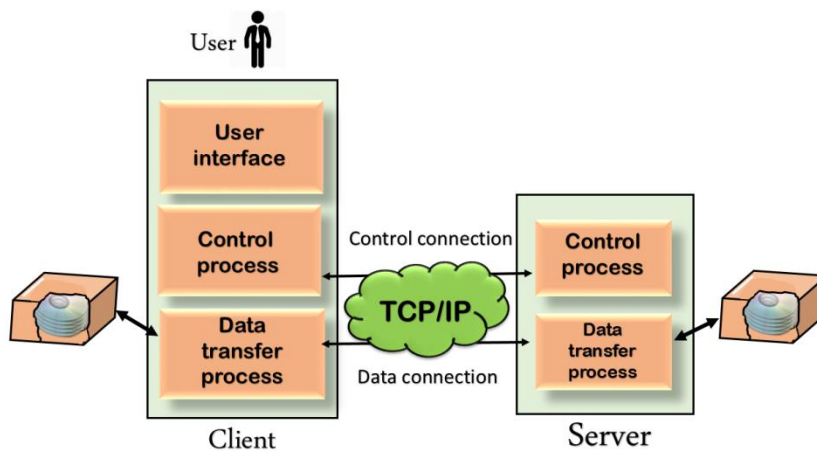 User
User
interface
Control
process
Data
transfer
process
Client
Control connection
TCP/IP
Data connection
Control
process
Data
transfer
process
Server